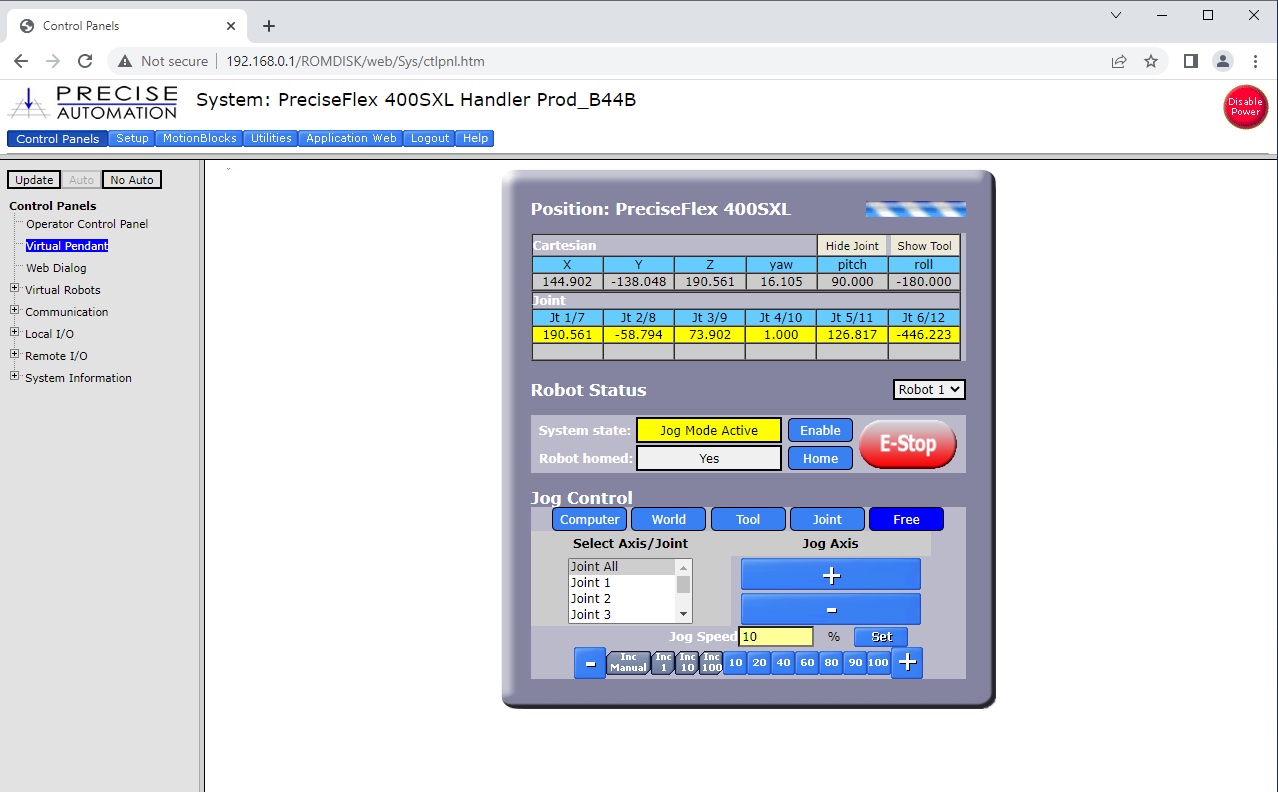 Control Panels
Not secure 192.168.0.1/ROMDISK/web/Sys/ctlpnl.htm
PRECISE
AUTOMATION
System: PreciseFlex 400SXL Handler Prod_B44B
Disable
Power
Control Panels Setup MotionBlocks Utilities Application Web Logout Help
Update Auto No Auto
Control Panels
Operator Control Panel
Virtual Pendant
Web Dialog
Virtual Robots
Communication
Local I/O
Remote I/O
System Information
Position: PreciseFlex 400SXL
Cartesian Hide Joint Show Tool
X Y Z yaw pitch roll
144.902 -138.048 190.561 16.105 90.000 -180.000
Joint
Jt 1/7 Jt 2/8 Jt 3/9 Jt 4/10 Jt 5/11 Jt 6/12
190.561 -58.794 73.902 1.000 126.817 -446.223
Robot Status Robot 1
System state: Jog Mode Active Enable E-Stop
Robot homed: Yes Home
Jog Control
Computer World Tool Joint Free
Select Axis/Joint Jog Axis
Joint All
Joint 1
Joint 2
Joint 3
+
-
Jog Speed 10 % Set
- Inc Manual Inc 1 Inc 10 Inc 100 10 20 40 60 80 90 100 +